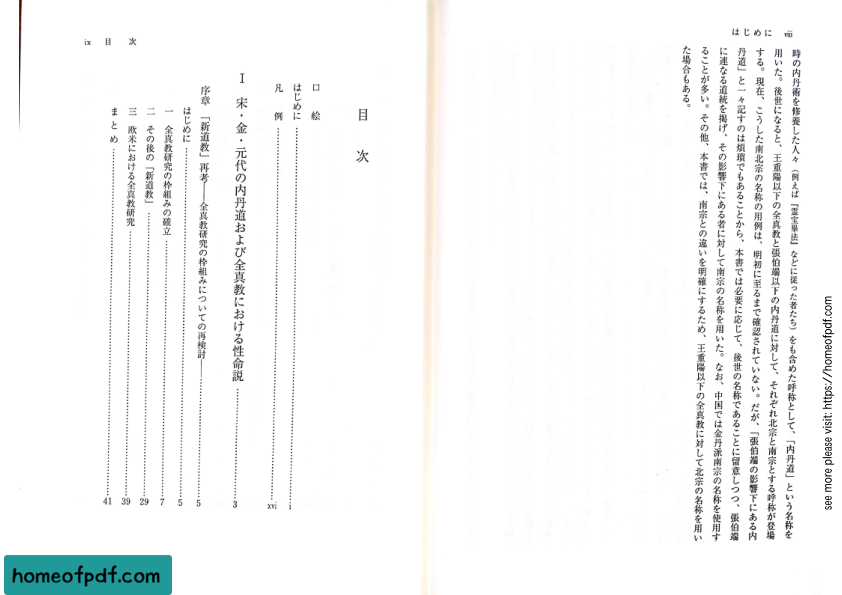 はじめに viii
時の内丹術を修養した人々（例えば『霊宝畢法』などに従った者たち）をも含めた呼称として、「内丹道」という名称を
用いた。後世になると、王重陽以下の全真教と張伯端以下の内丹道に対して、それぞれ北宗と南宗とする呼称が登場
する。現在、こうした南北宗の名称の用例は、明初に至るまで確認されていない。だが、「張伯端の影響下にある内
丹道」と一々記すのは煩瑣でもあることから、本書では必要に応じて、後世の名称であることに留意しつつ、張伯端
に連なる道統を掲げ、その影響下にある者に対して南宗の名称を用いた。なお、中国では金丹派南宗の名称を使用す
ることが多い。その他、本書では、南宗との違いを明確にするため、王重陽以下の全真教に対して北宗の名称を用い
た場合もある。
see more please visit: https://homeofpdf.com
ix 目 次
目 次
口 絵
はじめに i
凡 例 xvi
Ⅰ 宋・金・元代の内丹道および全真教における性命説 3
序章 「新道教」再考――全真教研究の枠組みについての再検討―― 5
はじめに 5
一 全真教研究の枠組みの確立 7
二 その後の「新道教」 29
三 欧米における全真教研究 39
まとめ 41
homeofpdf.com